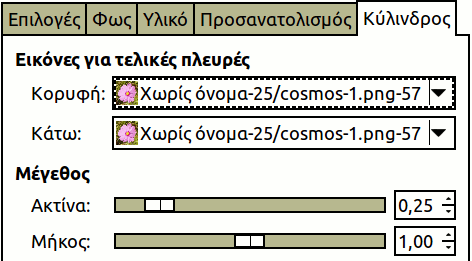 Επιλογές Φως Υλικό Προσανατολισμός Κύλινδρος
Εικόνες για τελικές πλευρές
Κορυφή: Χωρίς όνομα-25/cosmos-1.png-57
Κάτω: Χωρίς όνομα-25/cosmos-1.png-57
Μέγεθος
Ακτίνα: 0,25
Μήκος: 1,00